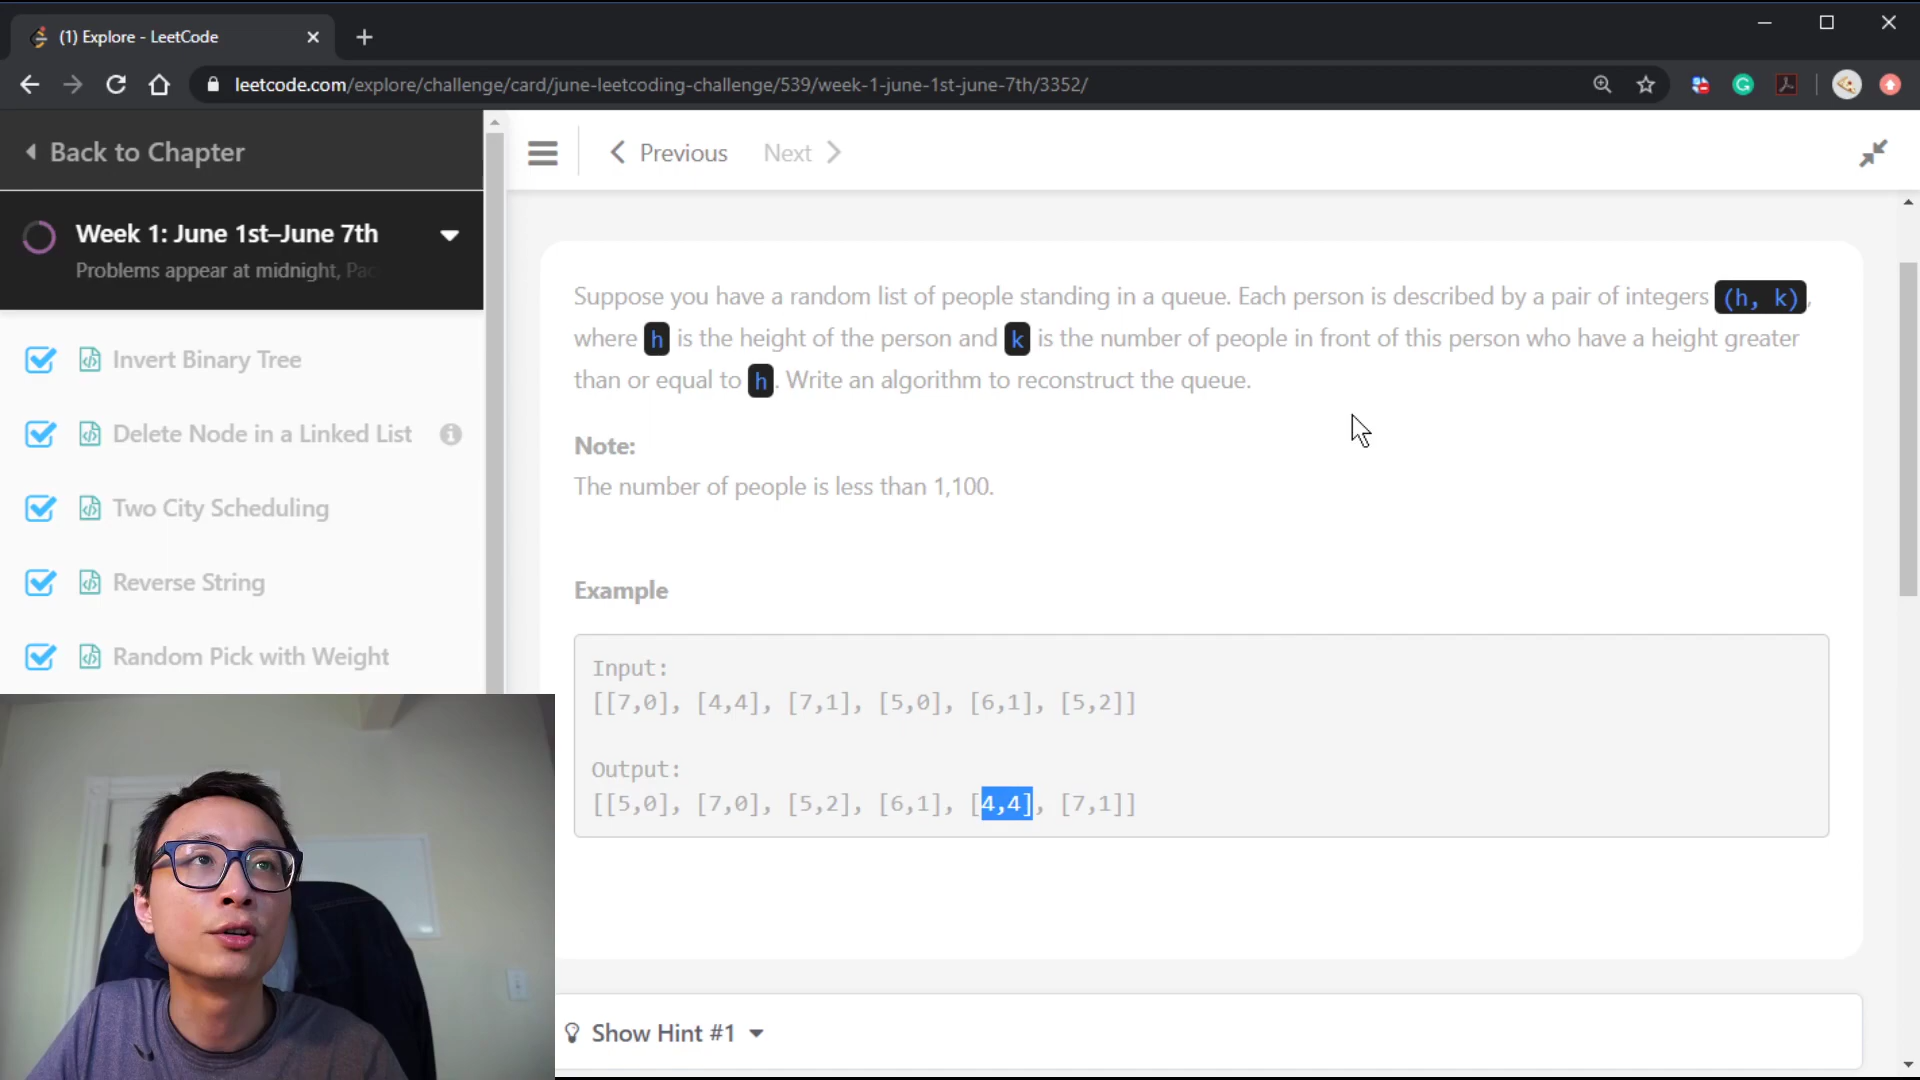 (1) Explore - LeetCode
leetcode.com/explore/challenge/card/june-leetcoding-challenge/539/week-1-june-1st-june-7th/3352/
Back to Chapter
Previous
Next
Week 1: June 1st–June 7th
Problems appear at midnight, Pac
Invert Binary Tree
Delete Node in a Linked List
Two City Scheduling
Reverse String
Random Pick with Weight
Suppose you have a random list of people standing in a queue. Each person is described by a pair of integers (h, k),
where h is the height of the person and k is the number of people in front of this person who have a height greater
than or equal to h. Write an algorithm to reconstruct the queue.
Note:
The number of people is less than 1,100.
Example
Input:
[[7,0], [4,4], [7,1], [5,0], [6,1], [5,2]]
Output:
[[5,0], [7,0], [5,2], [6,1], [4,4], [7,1]]
Show Hint #1